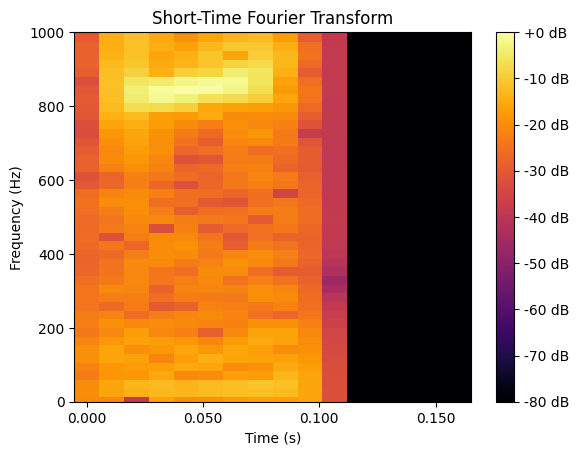 Short-Time Fourier Transform
1000
800
600
400
200
0
Frequency (Hz)
0.000
0.050
0.100
0.150
Time (s)
+0 dB
-10 dB
-20 dB
-30 dB
-40 dB
-50 dB
-60 dB
-70 dB
-80 dB